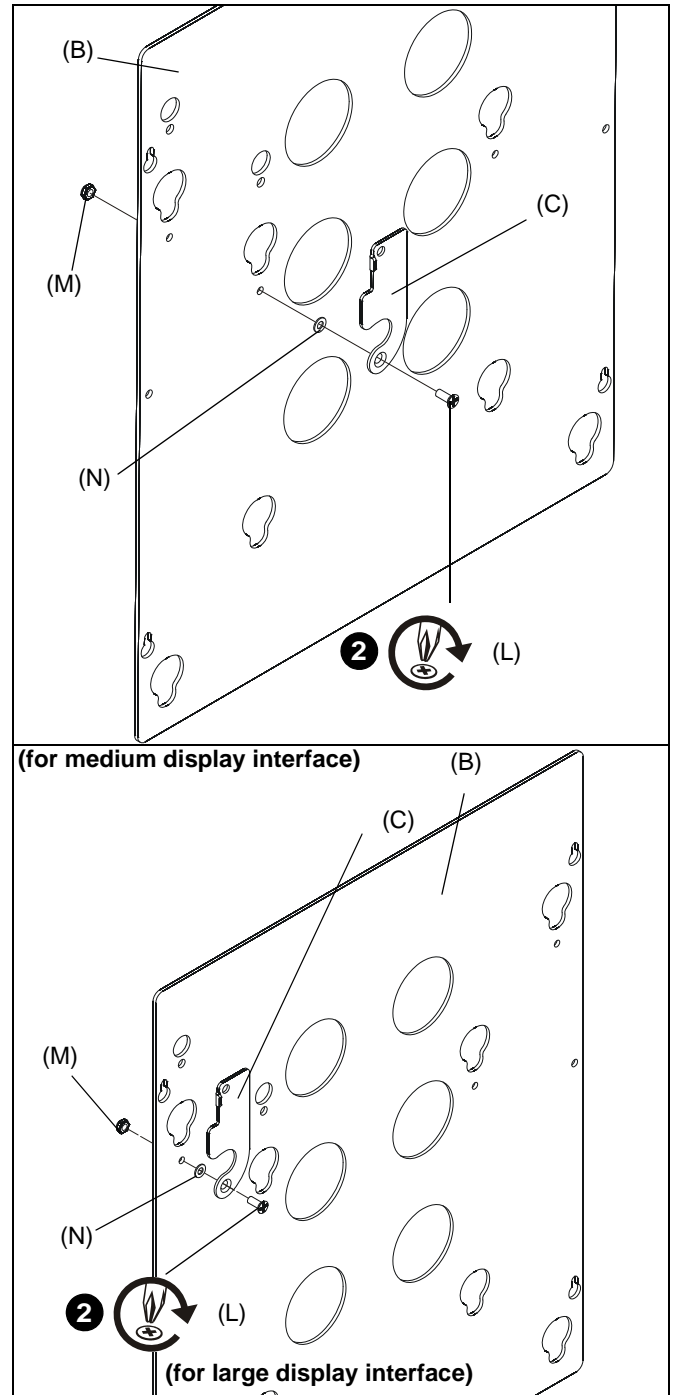 (B)
(C)
(M)
(N)
2 (L)
(for medium display interface)
(B)
(C)
(M)
(N)
2 (L)
(for large display interface)